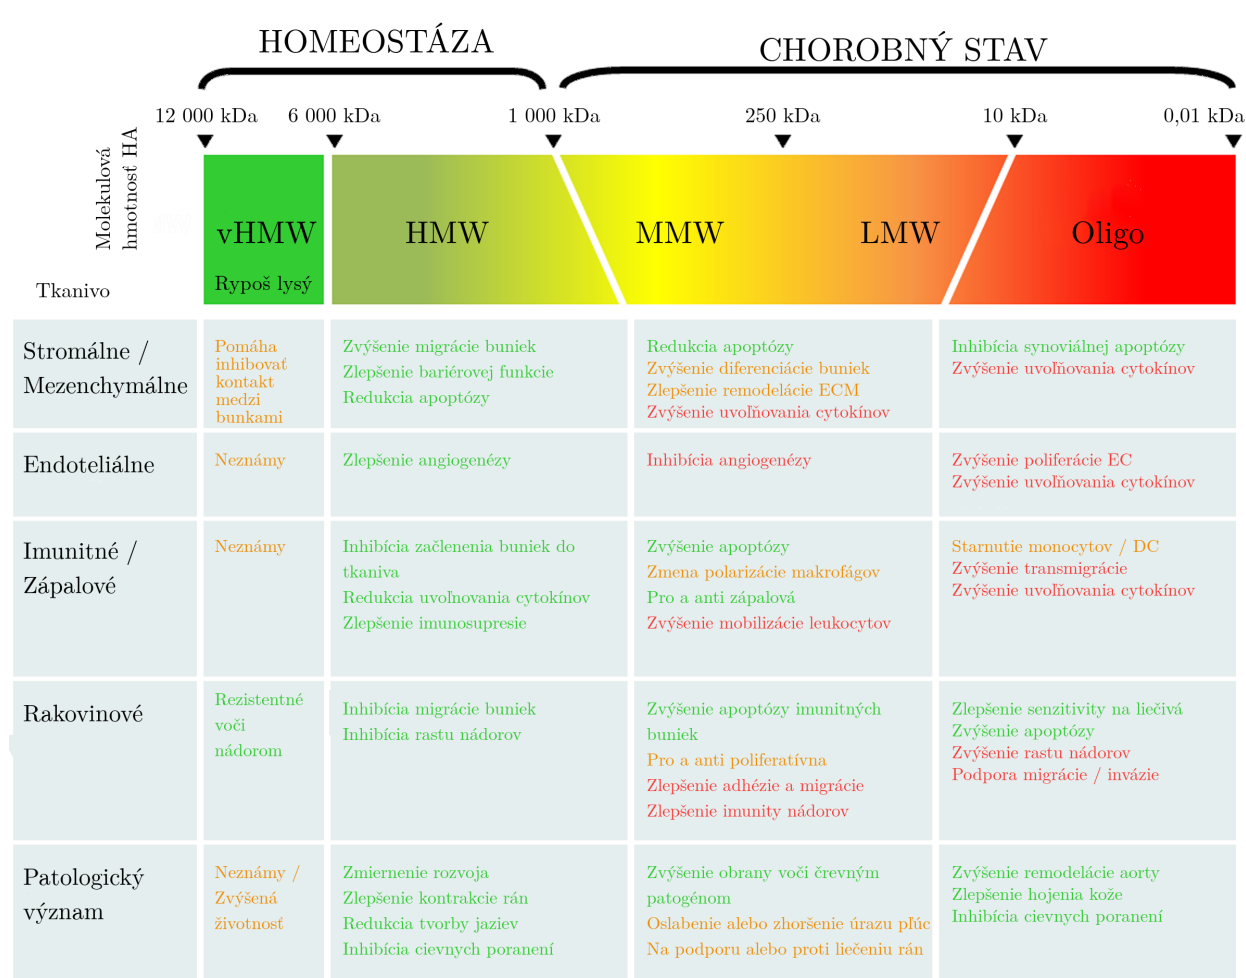 HOMEOSTÁZA
CHOROBNÝ STAV
12 000 kDa
6 000 kDa
1 000 kDa
250 kDa
10 kDa
0,01 kDa
Molekulová
hmotnosť HA
vHMW
Rypoš lysý
HMW
MMW
LMW
Oligo
Tkanivo
Stromálne /
Mezenchymálne
Pomáha
inhibovať
kontakt
medzi
bunkami
Zvýšenie migrácie buniek
Zlepšenie bariérovej funkcie
Redukcia apoptózy
Redukcia apoptózy
Zvýšenie diferenciácie buniek
Zlepšenie remodelácie ECM
Zvýšenie uvoľňovania cytokínov
Inhibícia synoviálnej apoptózy
Zvýšenie uvoľňovania cytokínov
Endoteliálne
Neznámy
Zlepšenie angiogenézy
Inhibícia angiogenézy
Zvýšenie poliferácie EC
Zvýšenie uvoľňovania cytokínov
Imunitné /
Zápalové
Neznámy
Inhibícia začlenenia buniek do
tkaniva
Redukcia uvoľnovania cytokínov
Zlepšenie imunosupresie
Zvýšenie apoptózy
Zmena polarizácie makrofágov
Pro a anti zápalová
Zvýšenie mobilizácie leukocytov
Starnutie monocytov / DC
Zvýšenie transmigrácie
Zvýšenie uvoľňovania cytokínov
Rakovinové
Rezistentné
voči
nádorom
Inhibícia migrácie buniek
Inhibícia rastu nádorov
Zvýšenie apoptózy imunitných
buniek
Pro a anti poliferatívna
Zlepšenie adhézie a migrácie
Zlepšenie imunity nádorov
Zlepšenie senzitivity na liečivá
Zvýšenie apoptózy
Zvýšenie rastu nádorov
Podpora migrácie / invázie
Patologický
význam
Neznámy /
Zvýšená
životnosť
Zmiernenie rozvoja
Zlepšenie kontrakcie rán
Redukcia tvorby jaziev
Inhibícia cievnych poranení
Zvýšenie obrany voči črevným
patogénom
Oslabenie alebo zhoršenie úrazu pľúc
Na podporu alebo proti liečeniu rán
Zvýšenie remodelácie aorty
Zlepšenie hojenia kože
Inhibícia cievnych poranení